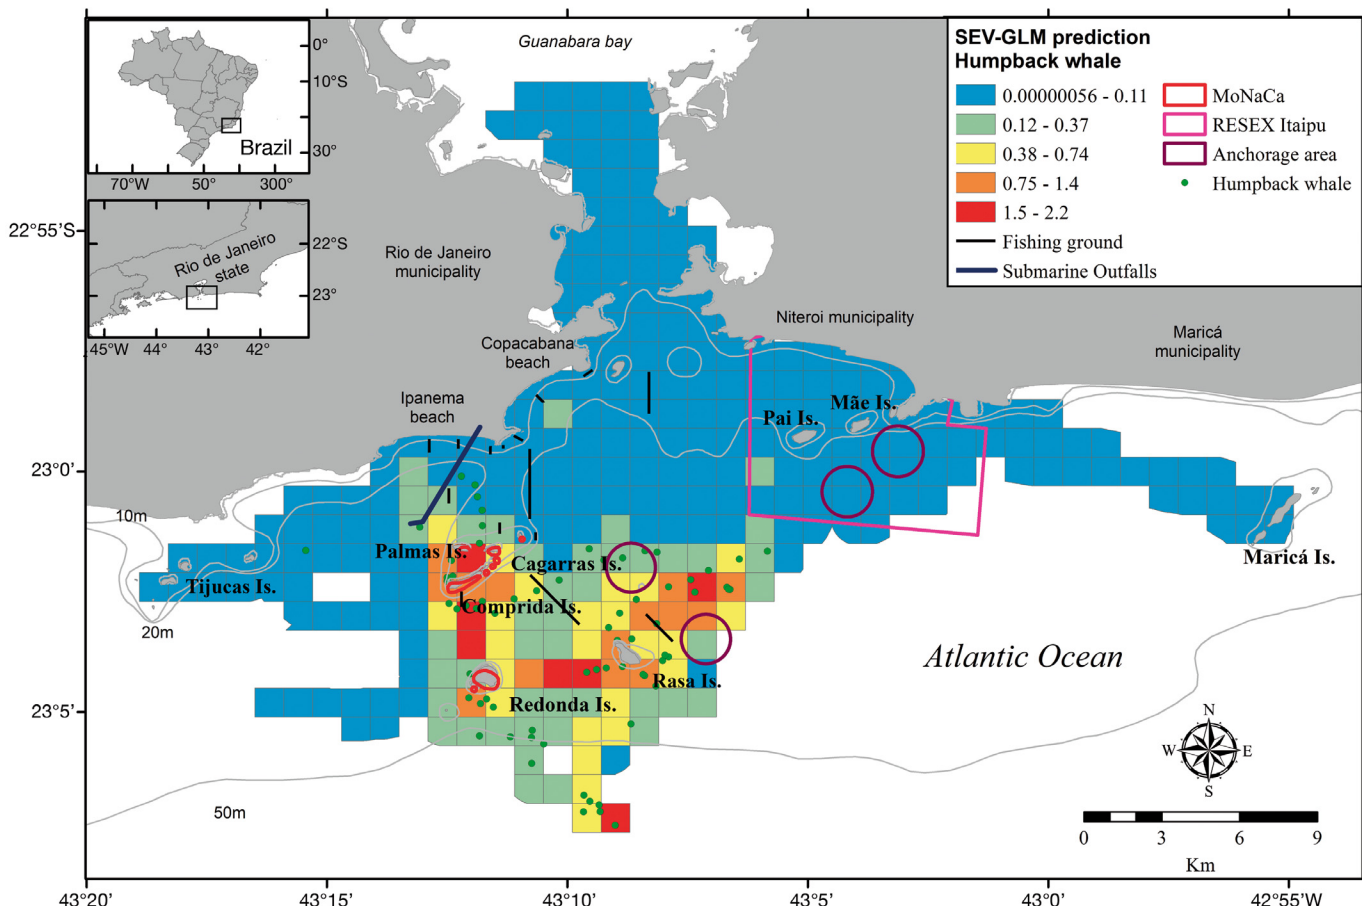 Guanabara bay
SEV-GLM prediction
Humpback whale
0.00000056 - 0.11
0.12 - 0.37
0.38 - 0.74
0.75 - 1.4
1.5 - 2.2
Fishing ground
Submarine Outfalls
MoNaCa
RESEX Itaipu
Anchorage area
Humpback whale
0°
10°S
Brazil
30°
70°W
50°
300°
Rio de Janeiro
state
22°S
23°
45°W
44°
43°
42°
22°55'S
23°0'
23°5'
Rio de Janeiro
municipality
Niteroi municipality
Maricá
municipality
Copacabana
beach
Ipanema
beach
Pai Is.
Mãe Is.
10m
Palmas Is.
Cagarras Is.
Maricá Is.
Tijucas Is.
Comprida Is.
20m
Atlantic Ocean
Rasa Is.
Redonda Is.
50m
N
W
E
S
0
3
6
9
Km
43°20'
43°15'
43°10'
43°5'
43°0'
42°55'W